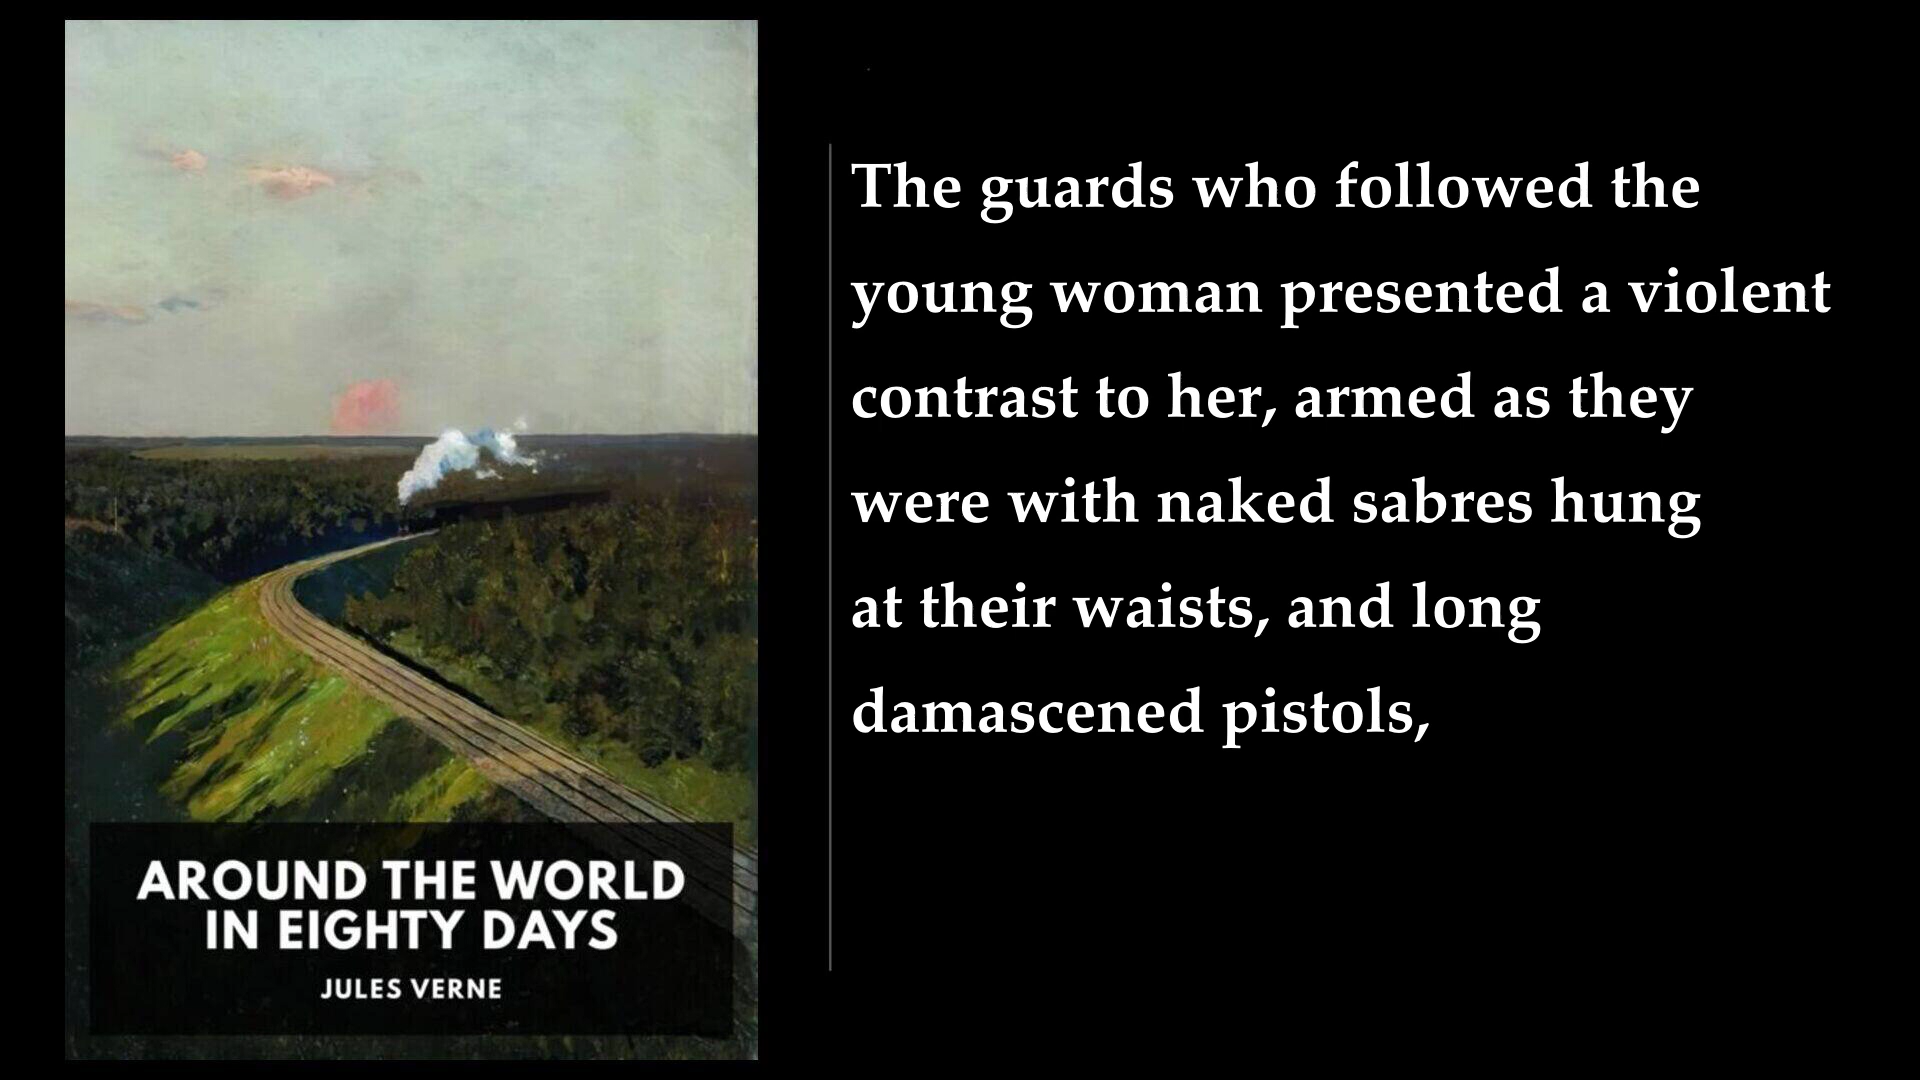 AROUND THE WORLD
IN EIGHTY DAYS
JULES VERNE
The guards who followed the
young woman presented a violent
contrast to her, armed as they
were with naked sabres hung
at their waists, and long
damascened pistols,